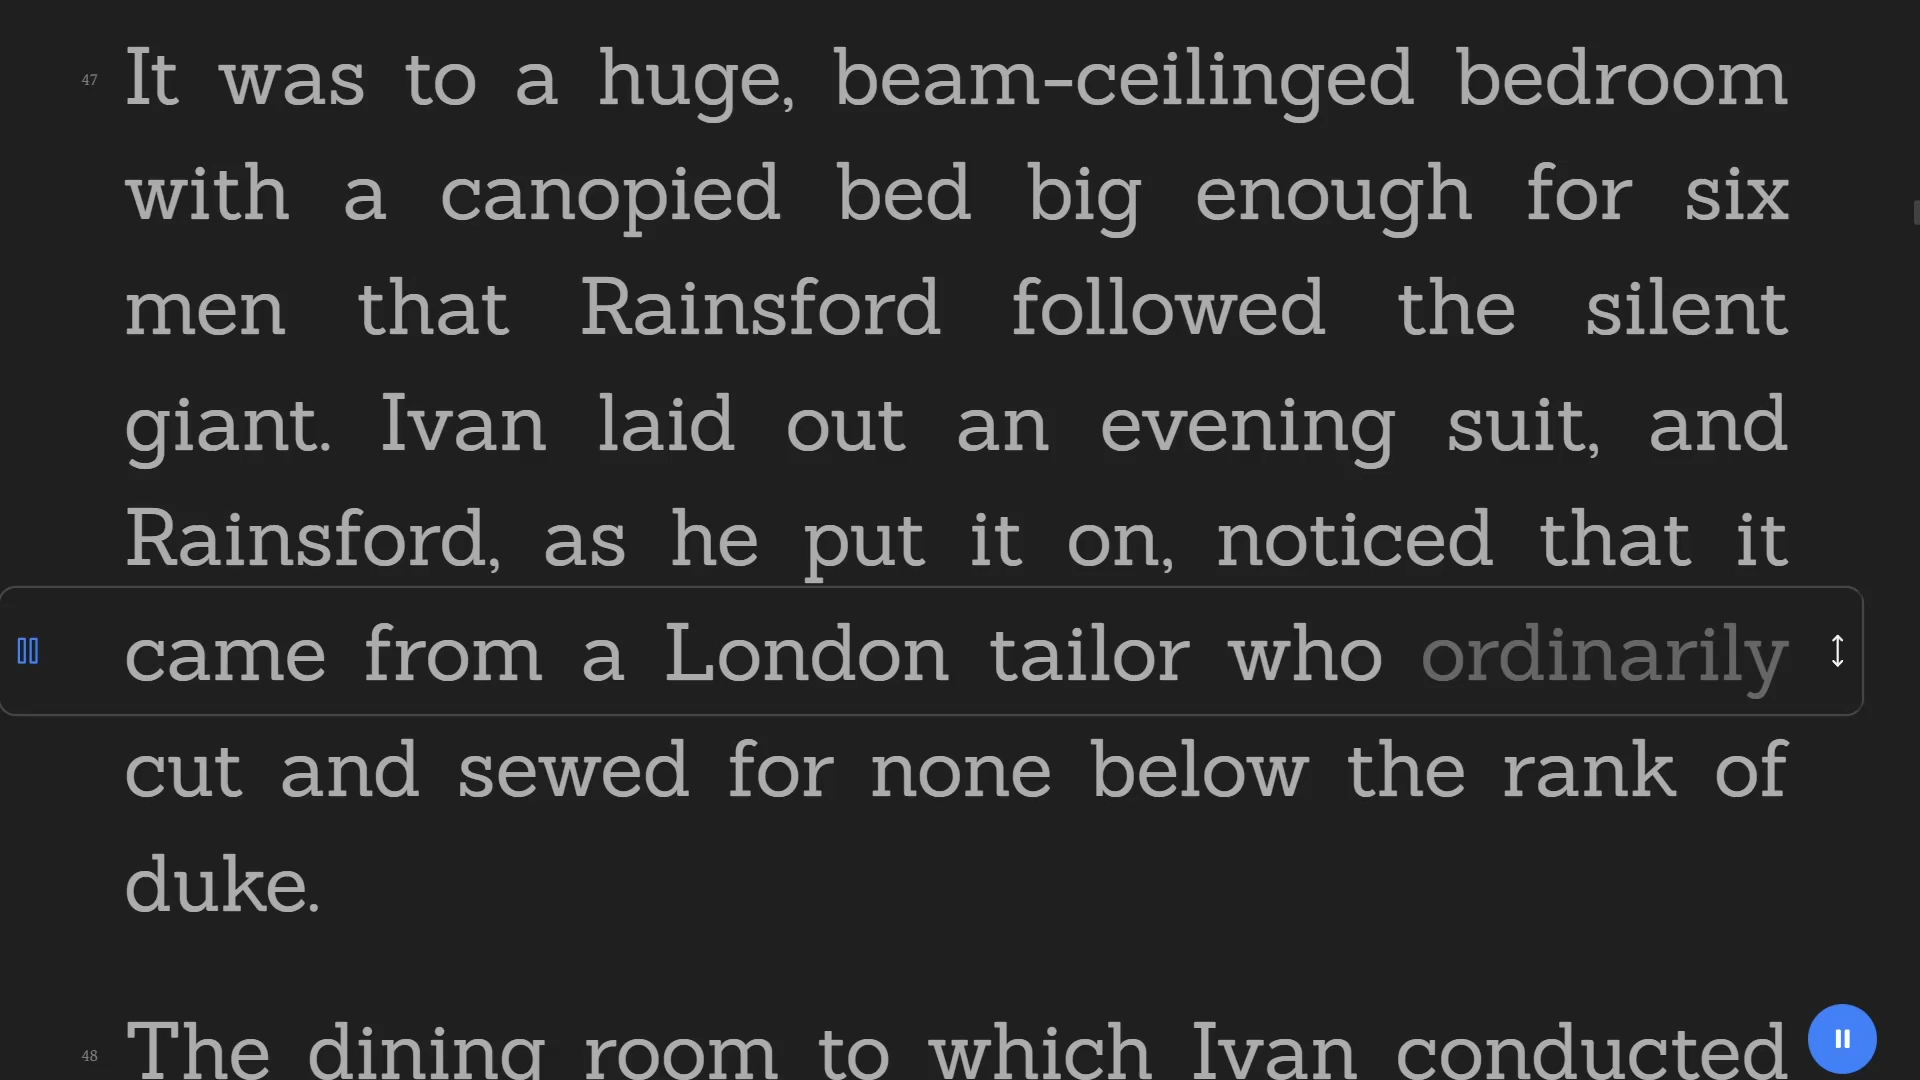 47 It was to a huge, beam-ceilinged bedroom
with a canopied bed big enough for six
men that Rainsford followed the silent
giant. Ivan laid out an evening suit, and
Rainsford, as he put it on, noticed that it
came from a London tailor who ordinarily
cut and sewed for none below the rank of
duke.
48 The dining room to which Ivan conducted